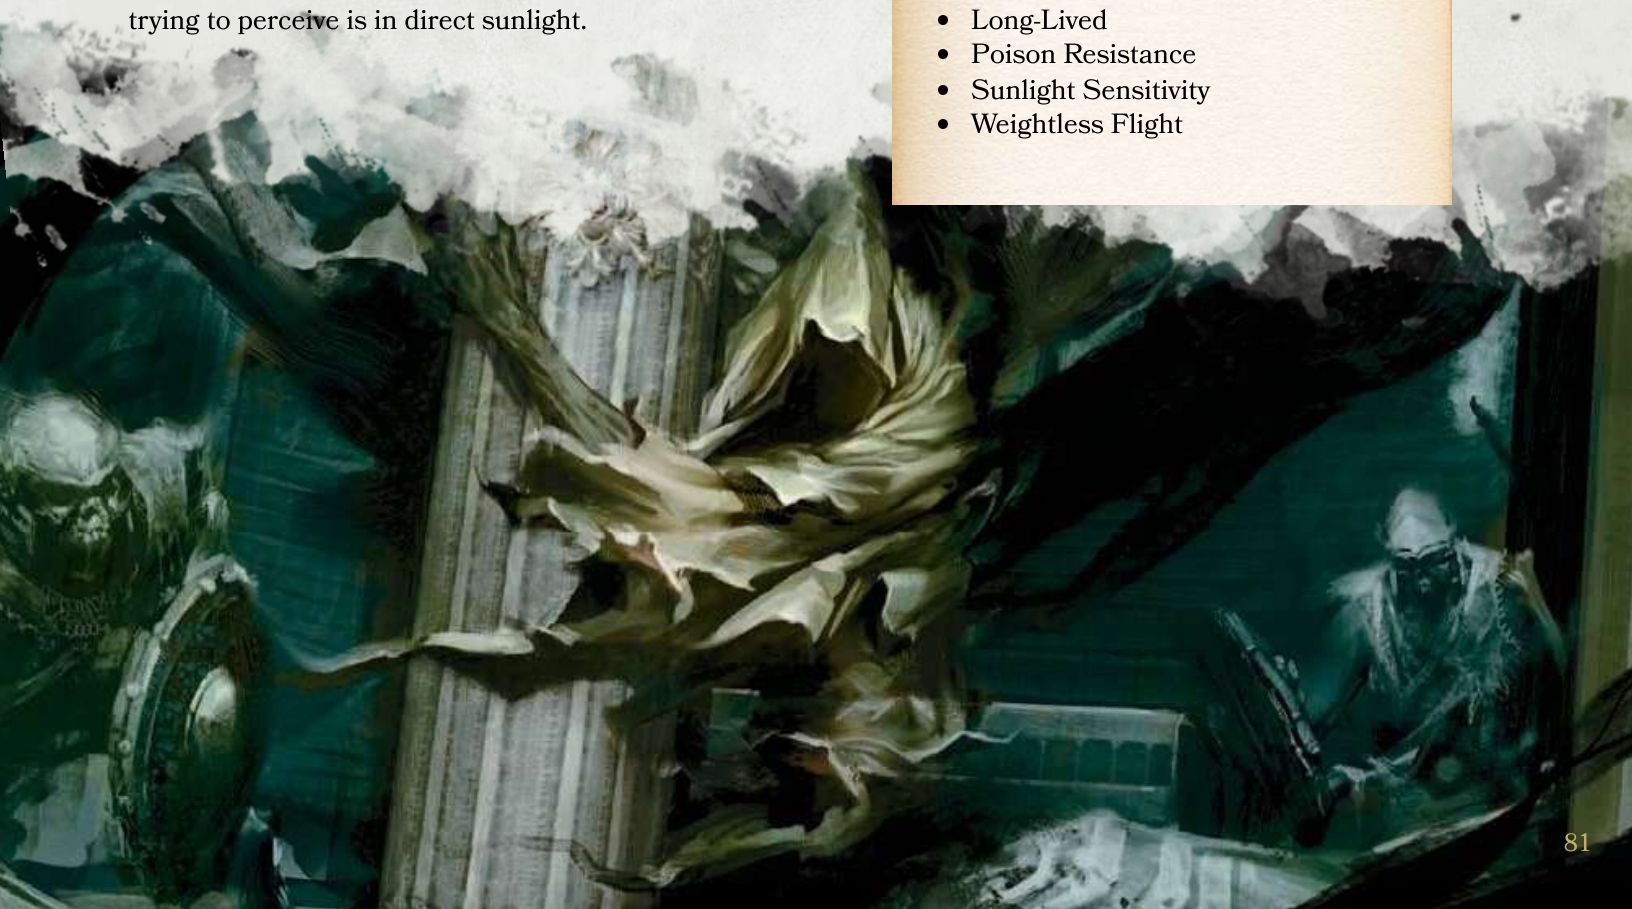 trying to perceive is in direct sunlight.
• Long-Lived
• Poison Resistance
• Sunlight Sensitivity
• Weightless Flight
81